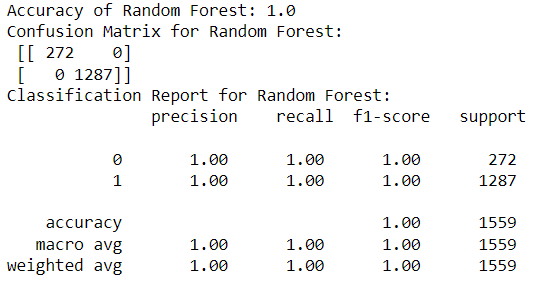 Accuracy of Random Forest: 1.0
Confusion Matrix for Random Forest:
[[ 272    0]
[   0 1287]]
Classification Report for Random Forest:
precision    recall  f1-score   support
0       1.00      1.00      1.00       272
1       1.00      1.00      1.00      1287
accuracy                           1.00      1559
macro avg       1.00      1.00      1.00      1559
weighted avg       1.00      1.00      1.00      1559